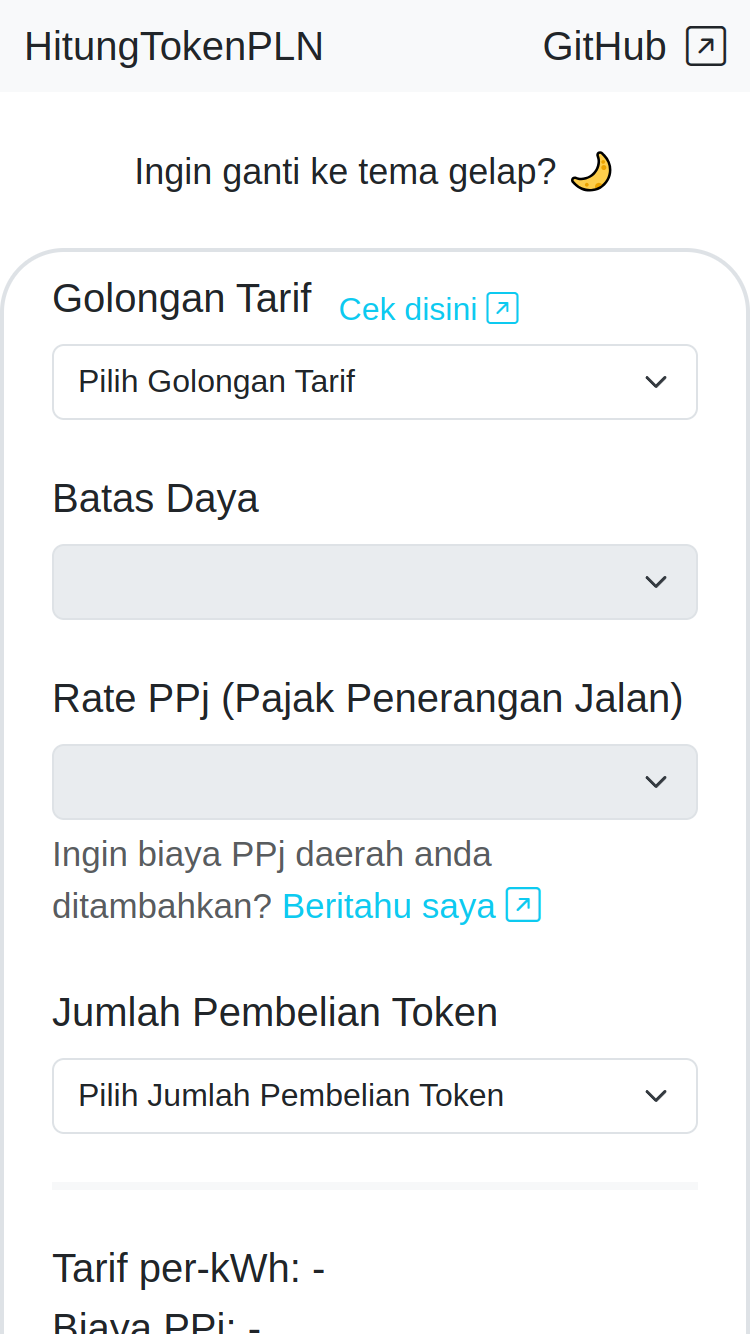 HitungTokenPLN
GitHub
Ingin ganti ke tema gelap? 🌙
Golongan Tarif
Cek disini
Pilih Golongan Tarif
Batas Daya
Rate PPj (Pajak Penerangan Jalan)
Ingin biaya PPj daerah anda
ditambahkan? Beritahu saya
Jumlah Pembelian Token
Pilih Jumlah Pembelian Token
Tarif per-kWh: -
Biaya PPj: -